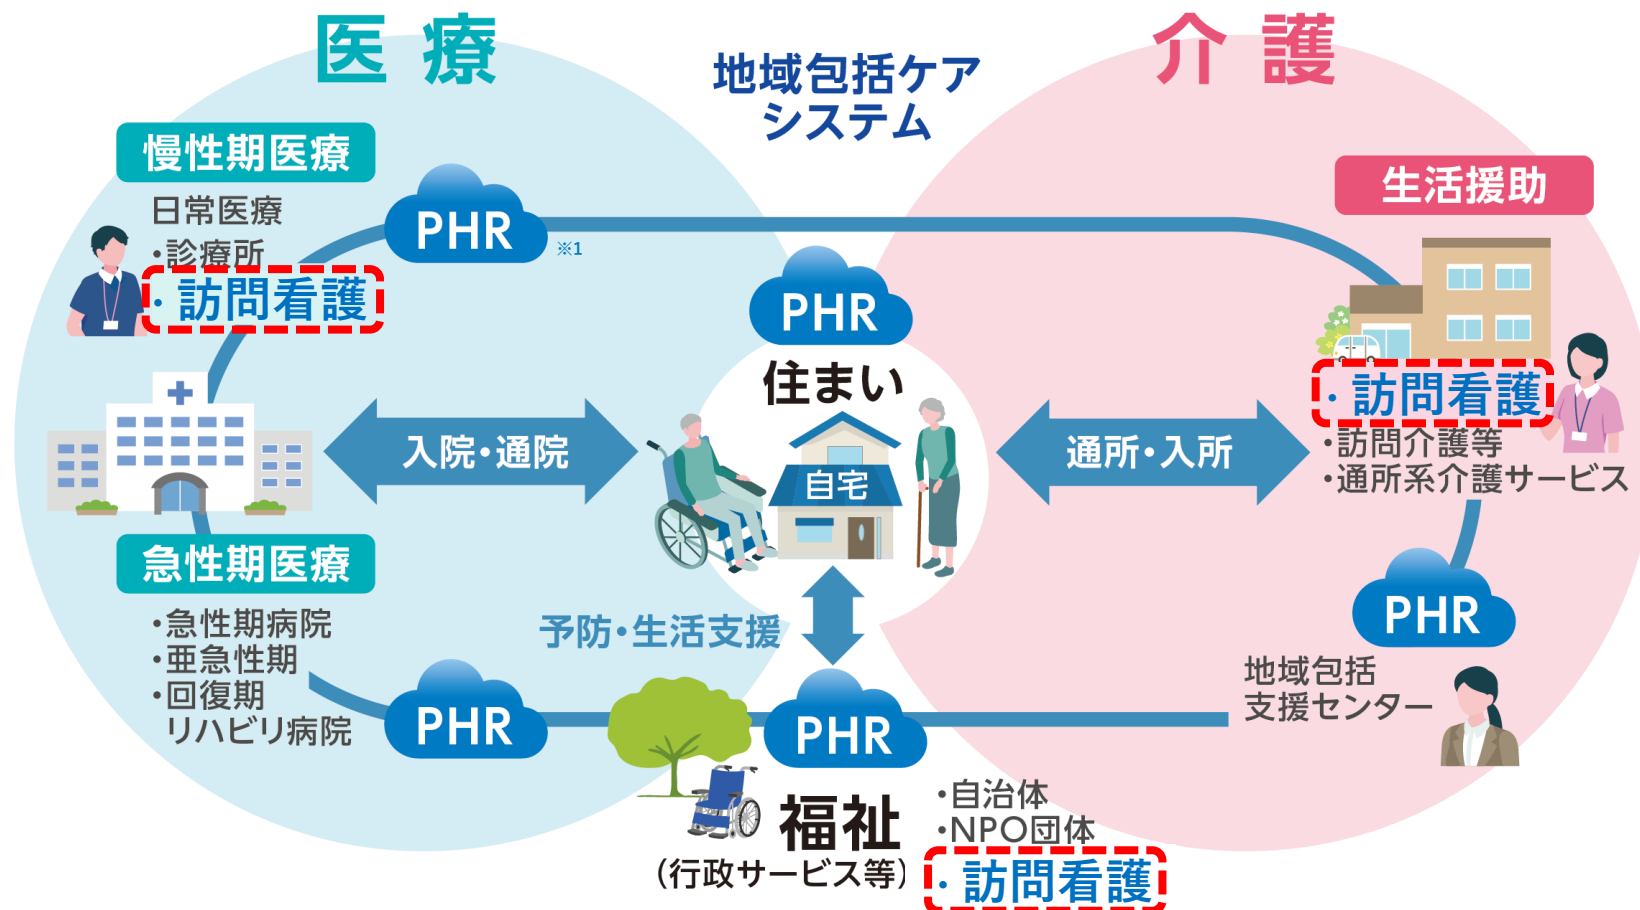 医療
地域包括ケア
システム
介護
慢性期医療
日常医療
・診療所
・訪問看護
PHR
※1
PHR
住まい
自宅
生活援助
・訪問看護
・訪問介護等
・通所系介護サービス
入院・通院
通所・入所
急性期医療
・急性期病院
・亜急性期
・回復期
リハビリ病院
予防・生活支援
PHR
PHR
PHR
地域包括
支援センター
福祉
(行政サービス等)
・自治体
・NPO団体
・訪問看護